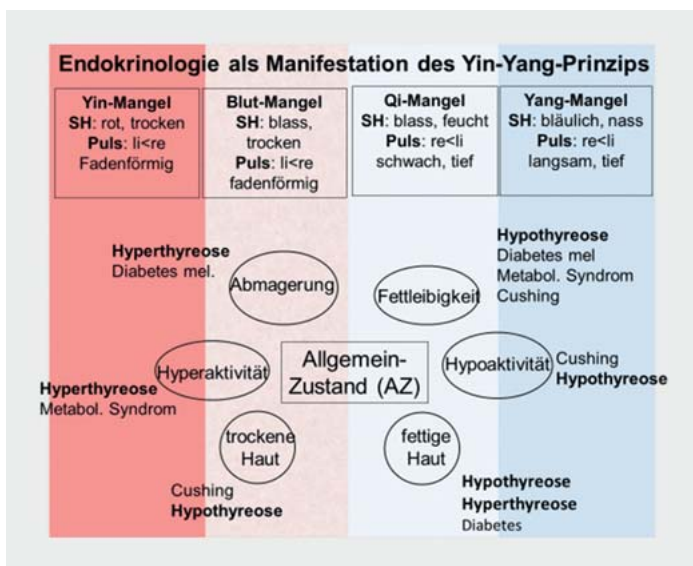 Endokrinologie als Manifestation des Yin-Yang-Prinzips
Yin-Mangel
SH: rot, trocken
Puls: li<re
Fadenförmig
Blut-Mangel
SH: blass,
trocken
Puls: li<re
fadenförmig
Qi-Mangel
SH: blass, feucht
Puls: re<li
schwach, tief
Yang-Mangel
SH: bläulich, nass
Puls: re<li
langsam, tief
Hyperthyreose
Diabetes mel.
Abmagerung
Fettleibigkeit
Hypothyreose
Diabetes mel
Metabol. Syndrom
Cushing
Hyperaktivität
Hyperthyreose
Metabol. Syndrom
Allgemein-
Zustand (AZ)
Hypoaktivität
Cushing
Hypothyreose
trockene
Haut
Cushing
Hypothyreose
fettige
Haut
Hypothyreose
Hyperthyreose
Diabetes